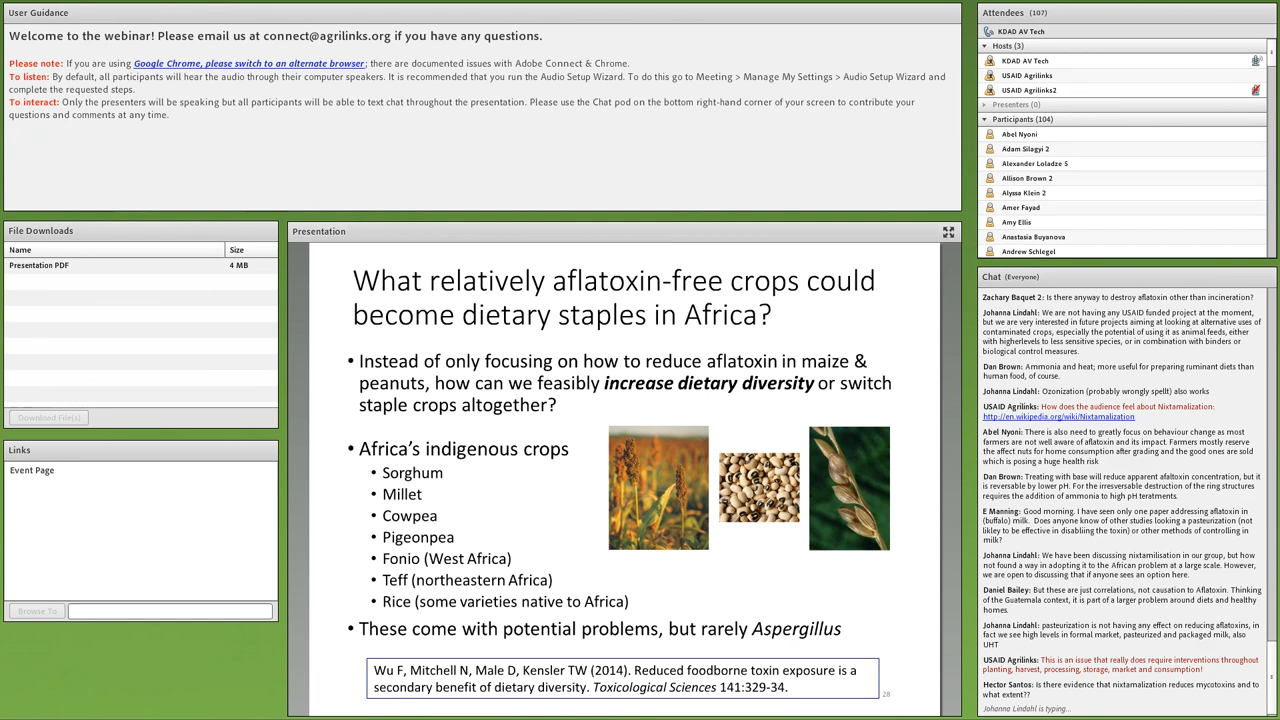 User Guidance
Welcome to the webinar! Please email us at connect@agrilinks.org if you have any questions.
Please note: If you are using Google Chrome, please switch to an alternate browser; there are documented issues with Adobe Connect & Chrome.
To listen: By default, all participants will hear the audio through their computer speakers. It is recommended that you run the Audio Setup Wizard. To do this go to Meeting > Manage My Settings > Audio Setup Wizard and
complete the requested steps.
To interact: Only the presenters will be speaking but all participants will be able to text chat throughout the presentation. Please use the Chat pod on the bottom right-hand corner of your screen to contribute your
questions and comments at any time.
File Downloads
Name Size
Presentation PDF 4 MB
Download File(s)
Links
Event Page
Browse To
Presentation
What relatively aflatoxin-free crops could
become dietary staples in Africa?
• Instead of only focusing on how to reduce aflatoxin in maize &
peanuts, how can we feasibly increase dietary diversity or switch
staple crops altogether?
• Africa’s indigenous crops
• Sorghum
• Millet
• Cowpea
• Pigeonpea
• Fonio (West Africa)
• Teff (northeastern Africa)
• Rice (some varieties native to Africa)
• These come with potential problems, but rarely Aspergillus
Wu F, Mitchell N, Male D, Kensler TW (2014). Reduced foodborne toxin exposure is a
secondary benefit of dietary diversity. Toxicological Sciences 141:329-34.
28
Attendees (107)
KDAD AV Tech
Hosts (3)
KDAD AV Tech
USAID Agrilinks
USAID Agrilinks2
Presenters (0)
Participants (104)
Abel Nyoni
Adam Silagyi 2
Alexander Loladze 5
Allison Brown 2
Alyssa Klein 2
Amer Fayad
Amy Ellis
Anastasia Buyanova
Andrew Schlegel
Chat (Everyone)
Zachary Baquet 2: Is there anyway to destroy aflatoxin other than incineration?
Johanna Lindahl: We are not having any USAID funded project at the moment,
but we are very interested in future projects aiming at looking at alternative uses of
contaminated crops, especially the potential of using it as animal feeds, either
with higherlevels to less sensitive species, or in combination with binders or
biological control measures.
Dan Brown: Ammonia and heat; more useful for preparing ruminant diets than
human food, of course.
Johanna Lindahl: Ozonization (probably wrongly spellt) also works
USAID Agrilinks: How does the audience feel about Nixtamalization:
http://en.wikipedia.org/wiki/Nixtamalization
Abel Nyoni: There is also need to greatly focus on behaviour change as most
farmers are not well aware of aflatoxin and its impact. Farmers mostly reserve
the affect nuts for home consumption after grading and the good ones are sold
which is posing a huge health risk
Dan Brown: Treating with base will reduce apparent afaltoxin concentration, but it
is reversable by lower pH. For the irreversable destruction of the ring structures
requires the addition of ammonia to high pH teratments.
E Manning: Good morning. I have seen only one paper addressing aflatoxin in
(buffalo) milk. Does anyone know of other studies looking a pasteurization (not
likley to be effective in disabling the toxin) or other methods of controlling in
milk?
Johanna Lindahl: We have been discussing nixtamilisation in our group, but how
not found a way in adopting it to the African problem at a large scale. However,
we are open to discussing that if anyone sees an option here.
Daniel Bailey: But these are just correlations, not causation to Aflatoxin. Thinking
of the Guatemala context, it is part of a larger problem around diets and healthy
homes.
Johanna Lindahl: pasteurization is not having any effect on reducing aflatoxins, in
fact we see high levels in formal market, pasteurized and packaged milk, also
UHT
USAID Agrilinks: This is an issue that really does require interventions throughout
planting, harvest, processing, storage, market and consumption!
Hector Santos: Is there evidence that nixtamalization reduces mycotoxins and to
what extent??
Johanna Lindahl is typing...